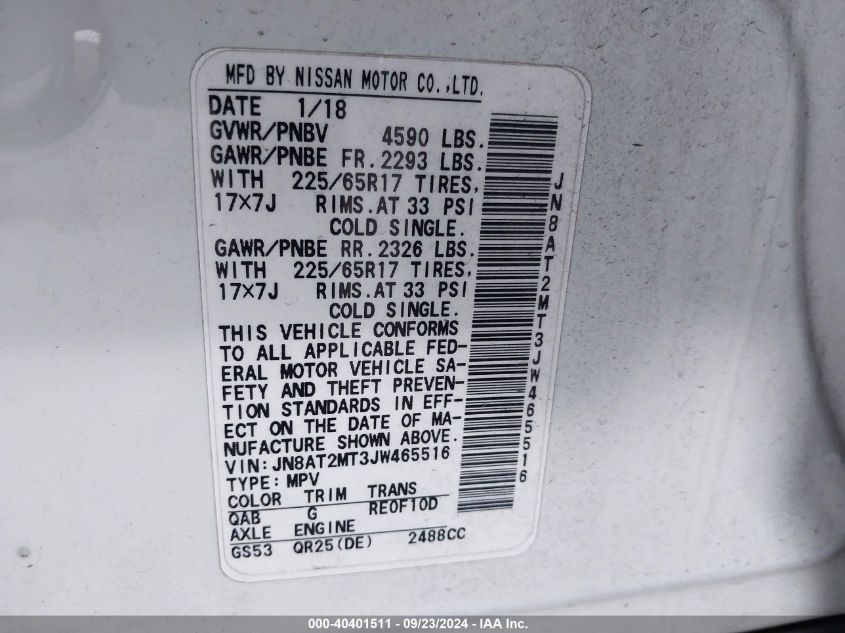 MFD BY NISSAN MOTOR CO.,LTD.
DATE 1/18
GVWR/PNBV 4590 LBS.
GAWR/PNBE FR. 2293 LBS.
WITH 225/65R17 TIRES,
17×7J RIMS. AT 33 PSI
COLD SINGLE.
GAWR/PNBE RR. 2326 LBS.
WITH 225/65R17 TIRES,
17×7J RIMS. AT 33 PSI
COLD SINGLE.
THIS VEHICLE CONFORMS
TO ALL APPLICABLE FED-
ERAL MOTOR VEHICLE SA-
FETY AND THEFT PREVEN-
TION STANDARDS IN EFF-
ECT ON THE DATE OF MA-
NUFACTURE SHOWN ABOVE.
VIN: JN8AT2MT3JW465516
TYPE: MPV
COLOR TRIM TRANS
QAB G RE0F10D
AXLE ENGINE
GS53 QR25(DE) 2488CC
JN8AT2MT3JW465516
000-40401511 - 09/23/2024 - IAA Inc.